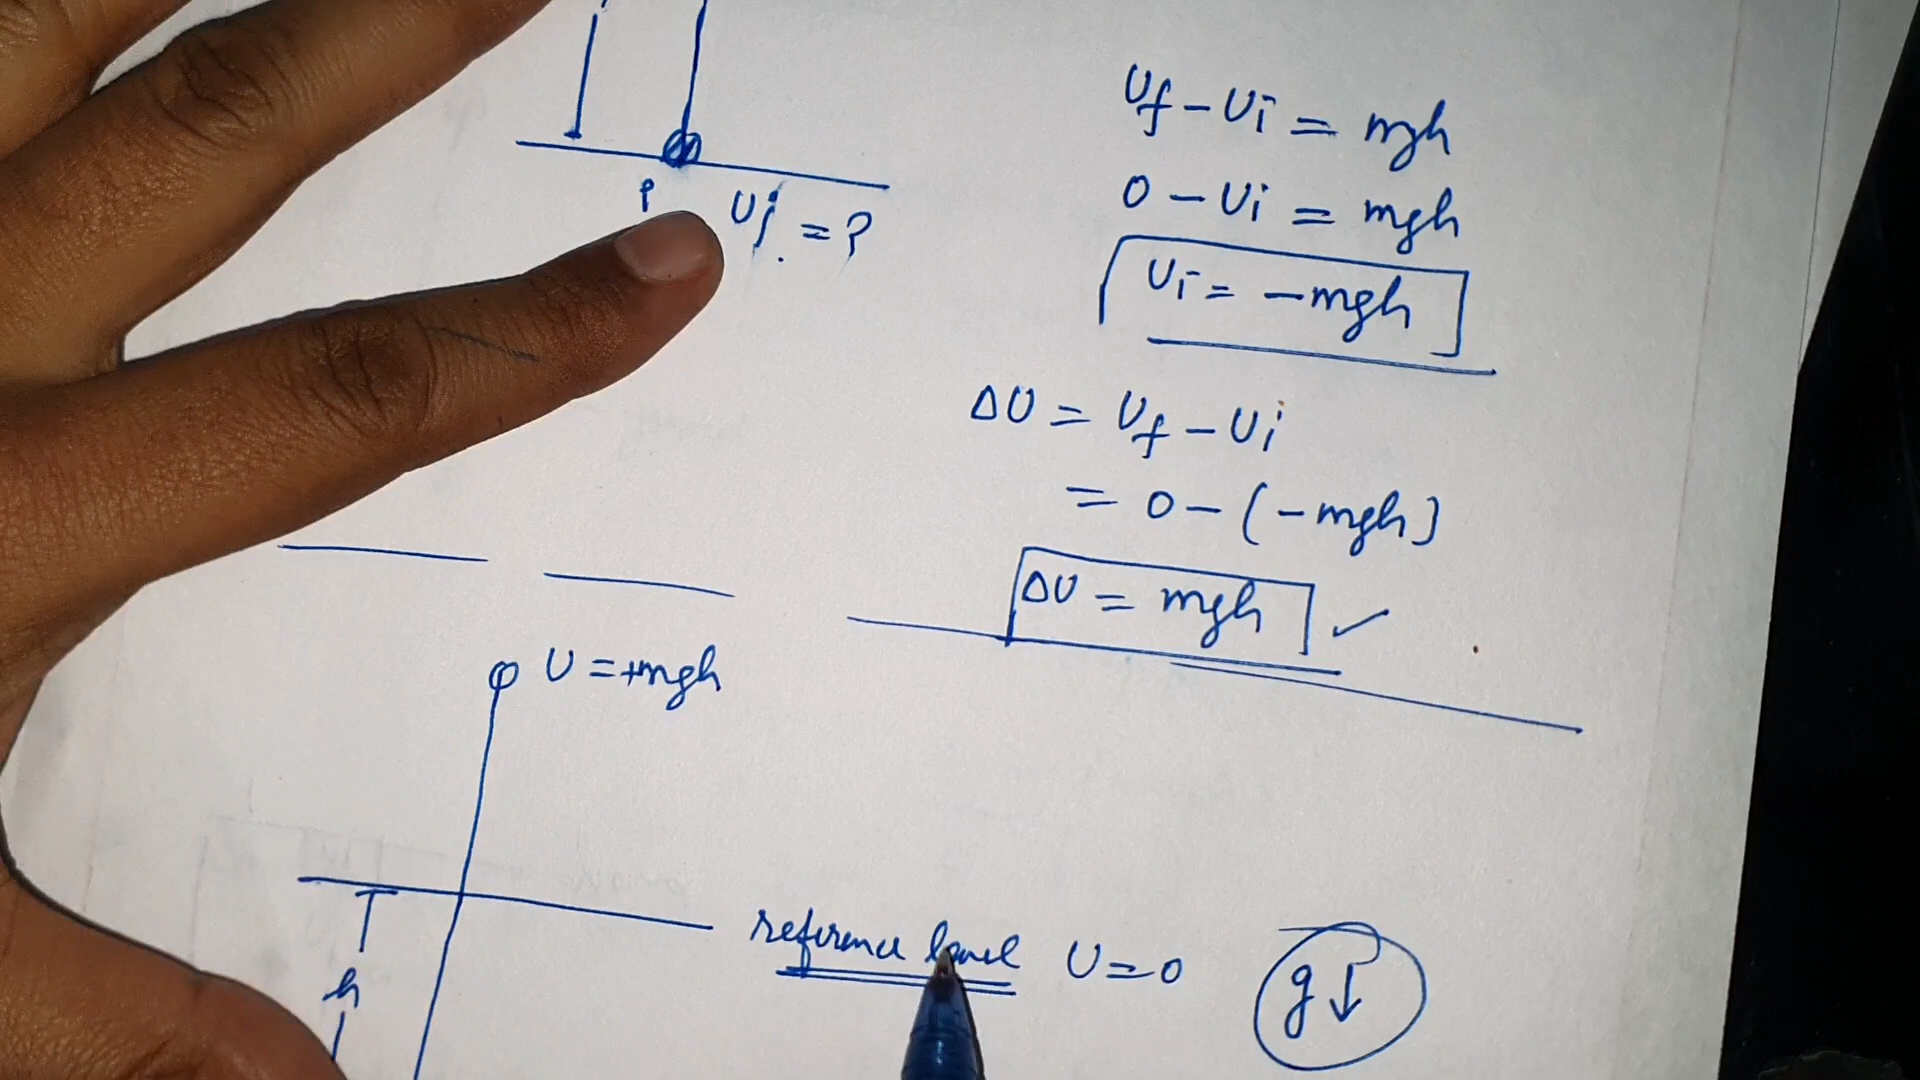 Uf - Ui = mgh
0 - Ui = mgh
i Ui = ?
Ui = -mgh
ΔU = Uf - Ui
= 0 - (-mgh)
ΔU = mgh ✓
U = +mgh
reference level U = 0 g↓
h